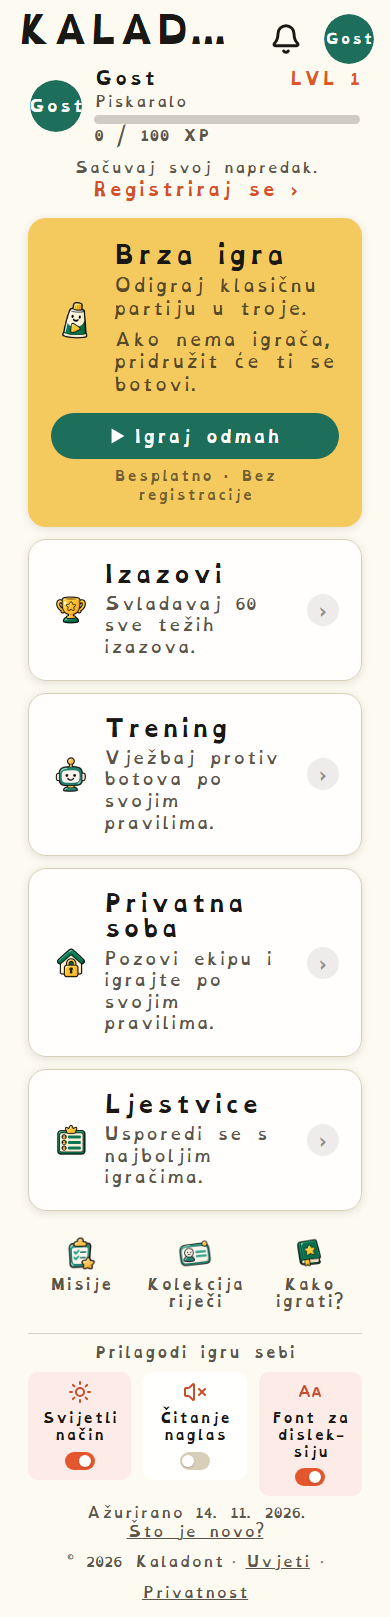 KALAD...
Gost
Gost
Gost
LVL 1
Piskaralo
0 / 100 XP
Sačuvaj svoj napredak.
Registriraj se ›
Brza igra
Odigraj klasičnu
partiju u troje.
Ako nema igrača,
pridružit će ti se
botovi.
▶ Igraj odmah
Besplatno · Bez
registracije
Izazovi
Svladavaj 60
sve težih
izazova.
›
Trening
Vježbaj protiv
botova po
svojim
pravilima.
›
Privatna
soba
Pozovi ekipu i
igrajte po
svojim
pravilima.
›
Ljestvice
Usporedi se s
najboljim
igračima.
›
Misije
Kolekcija
riječi
Kako
igrati?
Prilagodi igru sebi
Svijetli
način
Čitanje
naglas
AA
Font za
dislek-
siju
Ažurirano 14. 11. 2026.
Što je novo?
© 2026 Kaladont · Uvjeti ·
Privatnost